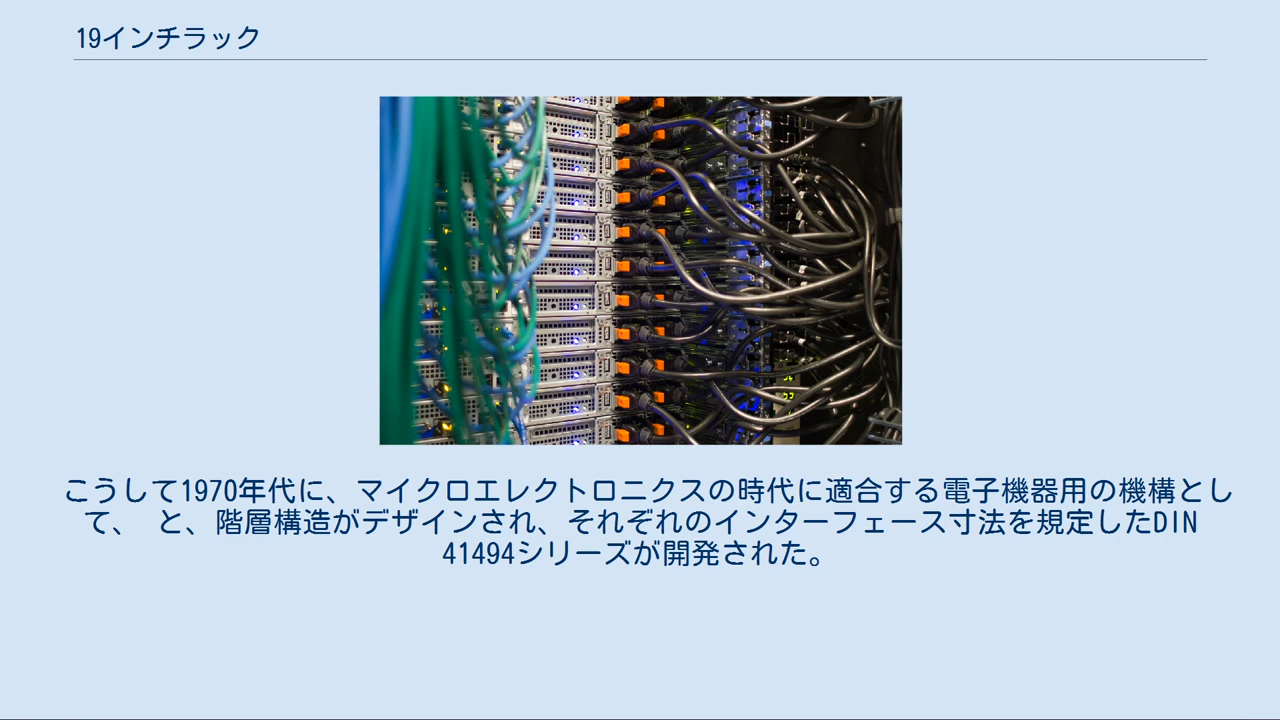 19インチラック
こうして1970年代に、マイクロエレクトロニクスの時代に適合する電子機器用の機構とし
て、 と、階層構造がデザインされ、それぞれのインターフェース寸法を規定したDIN
41494シリーズが開発された。